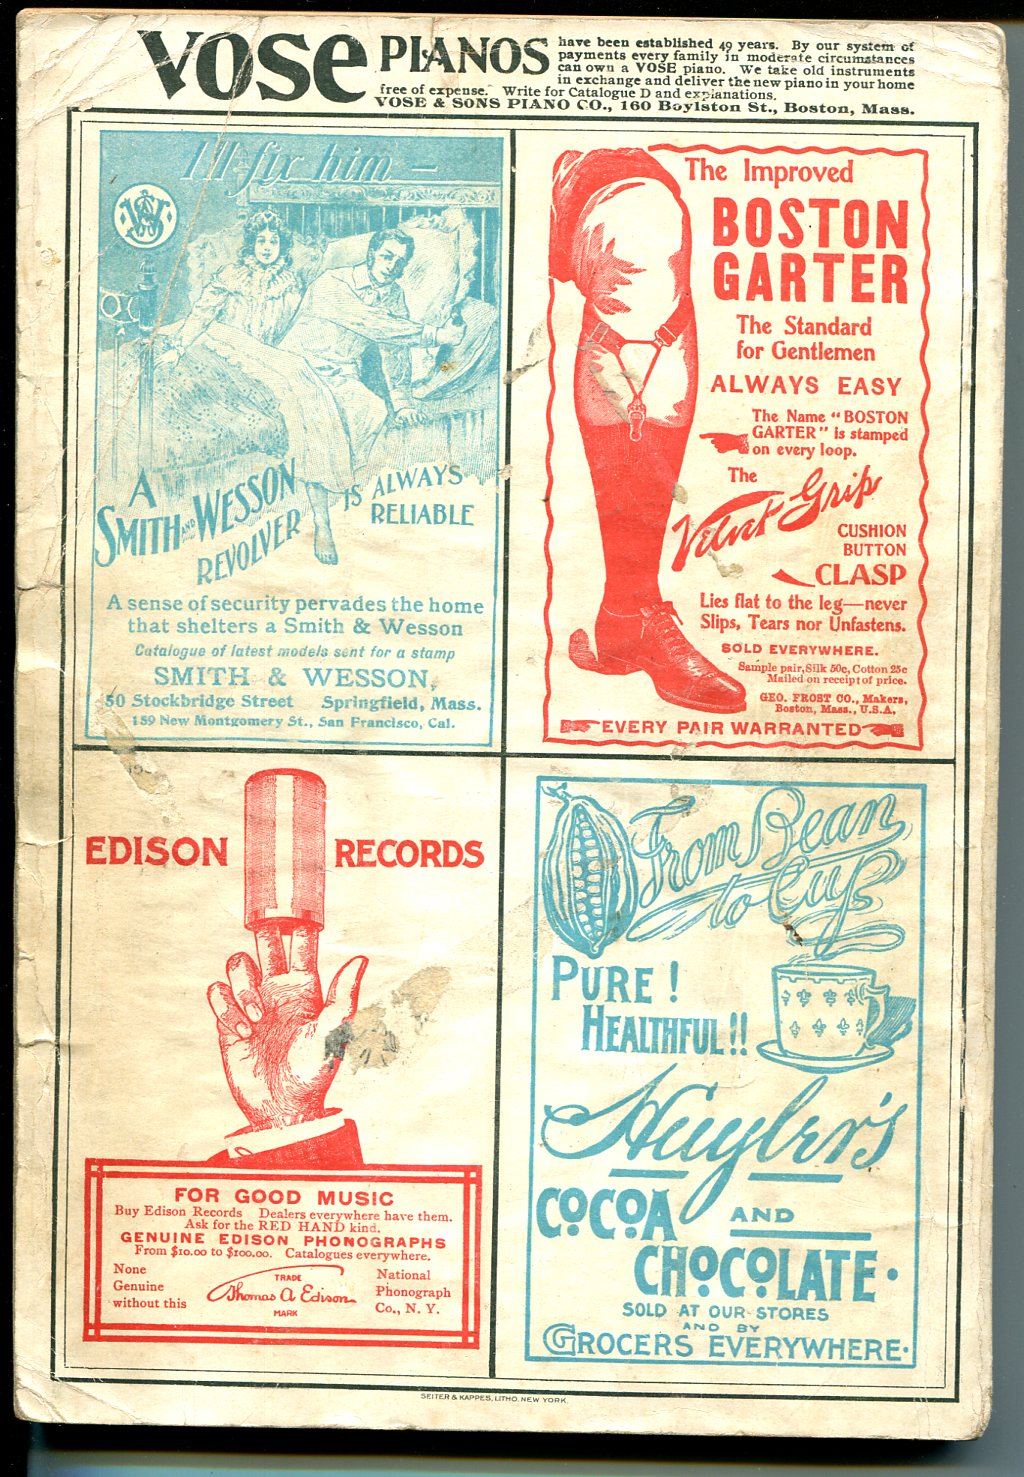 VOSE PIANOS
have been established 49 years. By our system of
payments every family in moderate circumstances
can own a VOSE piano. We take old instruments
in exchange and deliver the new piano in your home
free of expense. Write for Catalogue D and explanations.
VOSE & SONS PIANO CO., 160 Boylston St., Boston, Mass.
I'll fix him —
A
SMITH AND WESSON
REVOLVER
IS ALWAYS
RELIABLE
A sense of security pervades the home
that shelters a Smith & Wesson
Catalogue of latest models sent for a stamp
SMITH & WESSON,
50 Stockbridge Street Springfield, Mass.
159 New Montgomery St., San Francisco, Cal.
The Improved
BOSTON
GARTER
The Standard
for Gentlemen
ALWAYS EASY
The Name "BOSTON
GARTER" is stamped
on every loop.
The
Velvet Grip
CUSHION
BUTTON
CLASP
Lies flat to the leg—never
Slips, Tears nor Unfastens.
SOLD EVERYWHERE.
Sample pair, Silk 50c, Cotton 25c
Mailed on receipt of price.
GEO. FROST CO., Makers,
Boston, Mass., U.S.A.
EVERY PAIR WARRANTED
EDISON RECORDS
FOR GOOD MUSIC
Buy Edison Records Dealers everywhere have them.
Ask for the RED HAND kind.
GENUINE EDISON PHONOGRAPHS
From $10.00 to $100.00. Catalogues everywhere.
None
Genuine
without this
TRADE
Thomas A Edison
MARK
National
Phonograph
Co., N. Y.
From Bean
to Cup
PURE!
HEALTHFUL!!
Huyler's
COCOA AND
CHOCOLATE.
SOLD AT OUR STORES
AND BY
GROCERS EVERYWHERE.
SEITER & KAPPES, LITHO. NEW YORK.